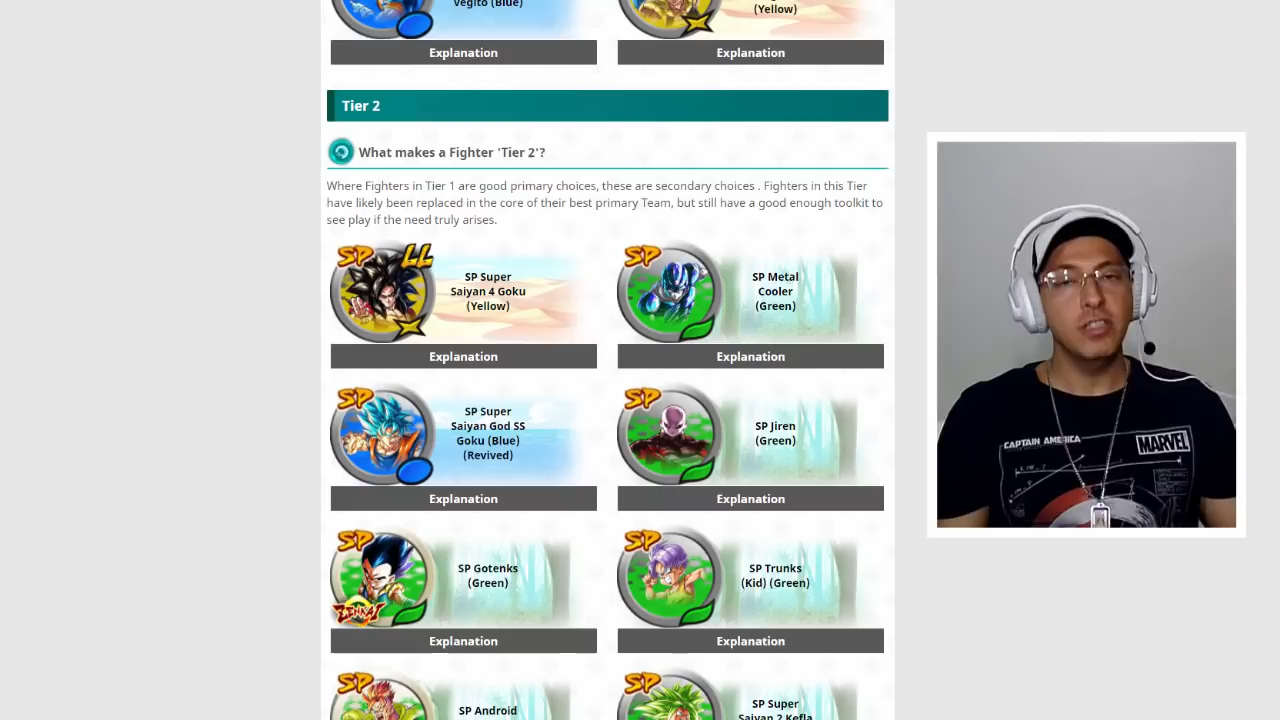 Vegito (Blue)
(Yellow)
Explanation
Explanation
Tier 2
What makes a Fighter 'Tier 2'?
Where Fighters in Tier 1 are good primary choices, these are secondary choices . Fighters in this Tier
have likely been replaced in the core of their best primary Team, but still have a good enough toolkit to
see play if the need truly arises.
SP
LL
SP Super
Saiyan 4 Goku
(Yellow)
SP
SP Metal
Cooler
(Green)
Explanation
Explanation
SP
SP Super
Saiyan God SS
Goku (Blue)
(Revived)
SP
SP Jiren
(Green)
Explanation
Explanation
SP
ZENKAI
SP Gotenks
(Green)
SP
SP Trunks
(Kid) (Green)
Explanation
Explanation
SP
SP Android
SP
SP Super
Saiyan 2 Kefla
CAPTAIN AMERICA
MARVEL